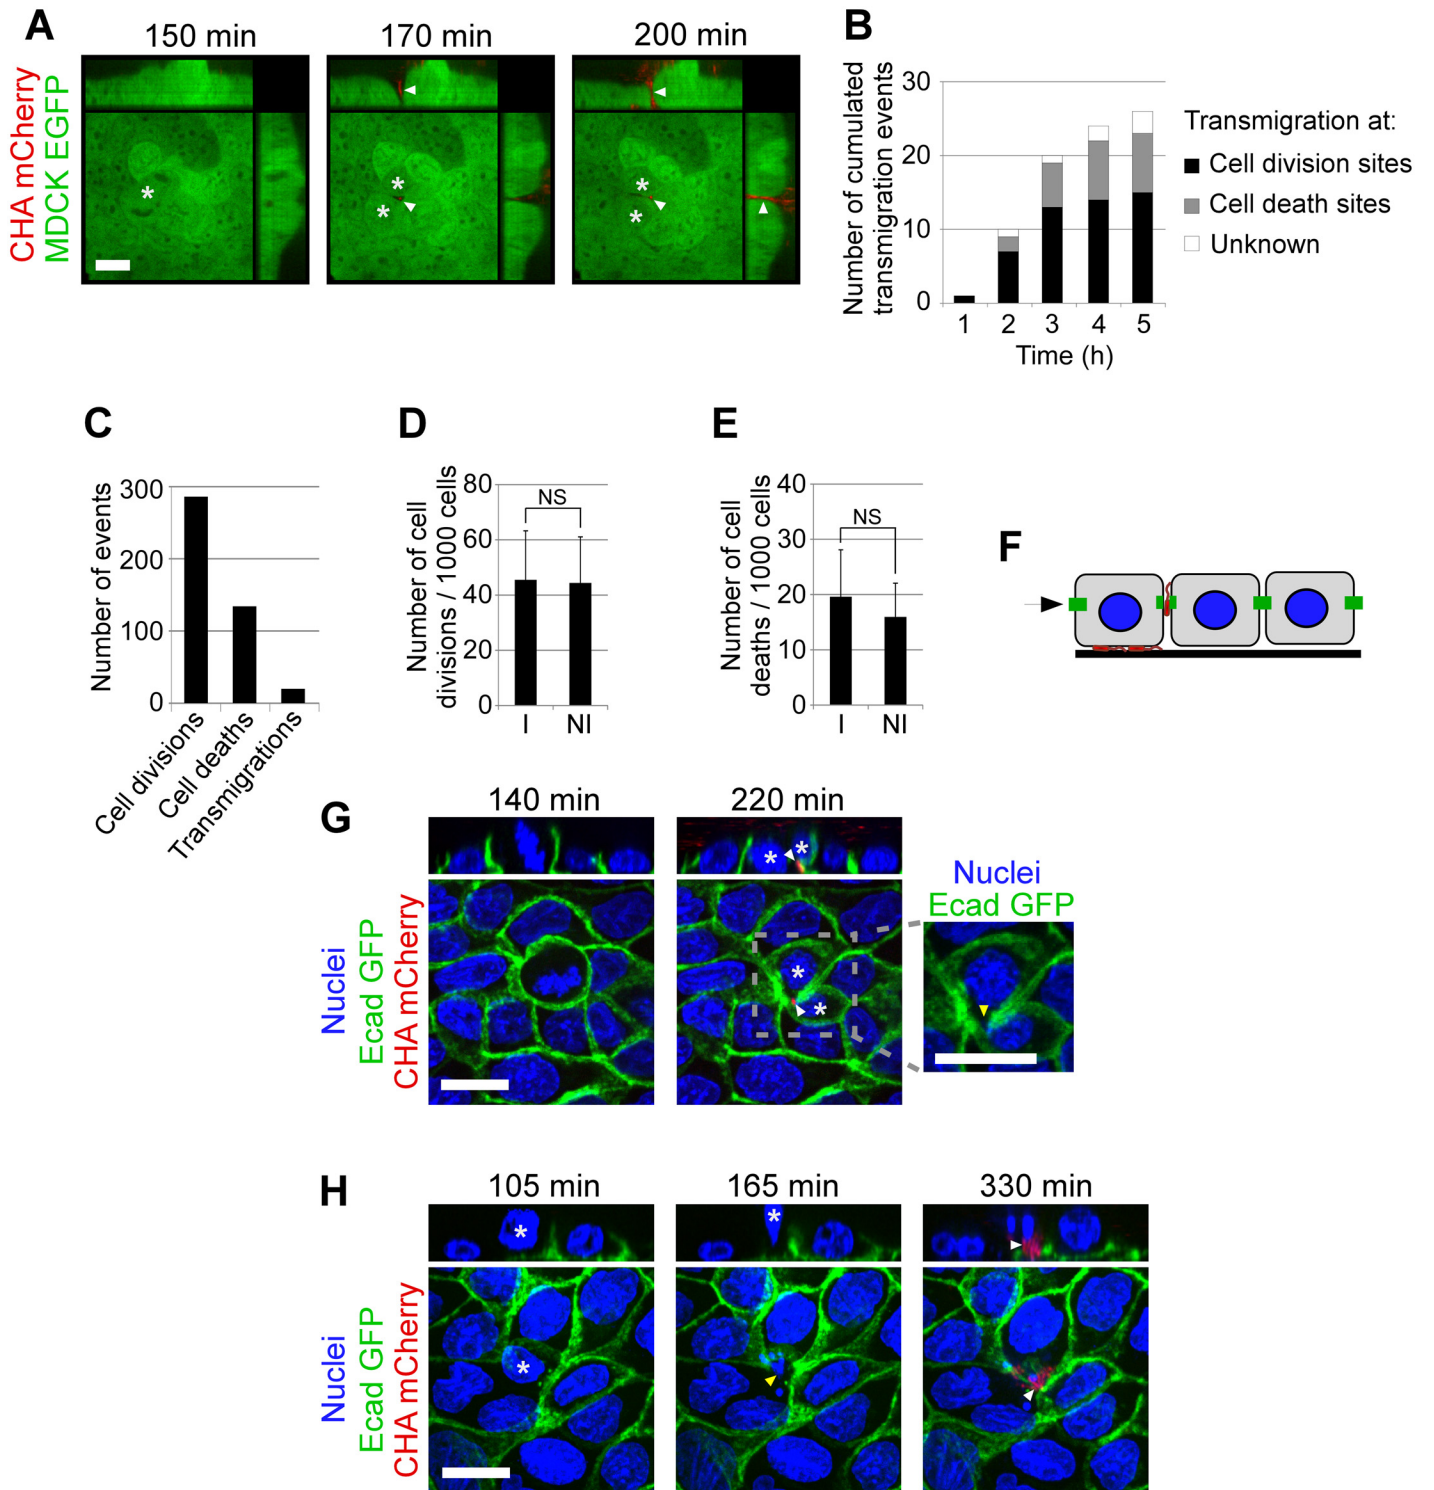 A
150 min
170 min
200 min
CHA mCherry
MDCK EGFP
*
*
*
*
*
B
Number of cumulated
transmigration events
30
20
10
0
1 2 3 4 5
Time (h)
Transmigration at:
Cell division sites
Cell death sites
Unknown
C
Number of events
300
200
100
0
Cell divisions
Cell deaths
Transmigrations
D
Number of cell
divisions / 1000 cells
80
60
40
20
0
NS
I NI
E
Number of cell
deaths / 1000 cells
40
30
20
10
0
NS
I NI
F
G
140 min
220 min
Nuclei
Ecad GFP
CHA mCherry
*
*
*
*
Nuclei
Ecad GFP
H
105 min
165 min
330 min
Nuclei
Ecad GFP
CHA mCherry
*
*
*